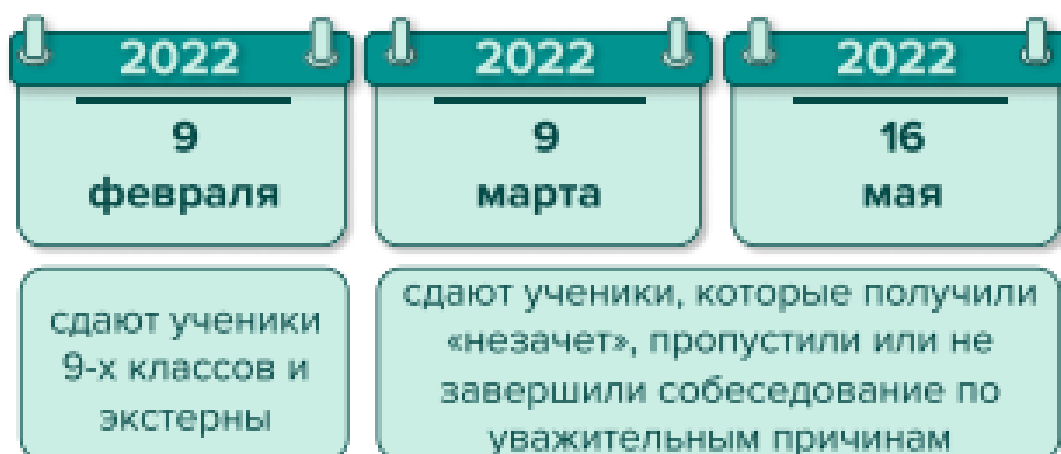 2022
9
февраля
2022
9
марта
2022
16
мая
сдают ученики
9-х классов и
экстерны
сдают ученики, которые получили
«незачет», пропустили или не
завершили собеседование по
уважительным причинам